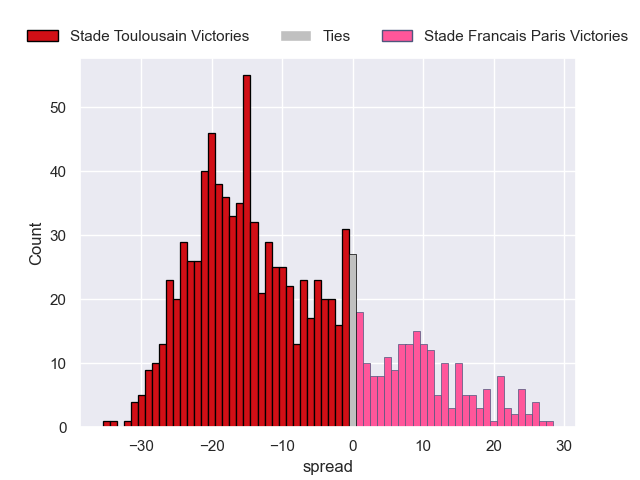 Stade Toulousain Victories Ties Stade Francais Paris Victories
50
40
30
20
10
0
Count
−30 −20 −10 0 10 20 30
spread